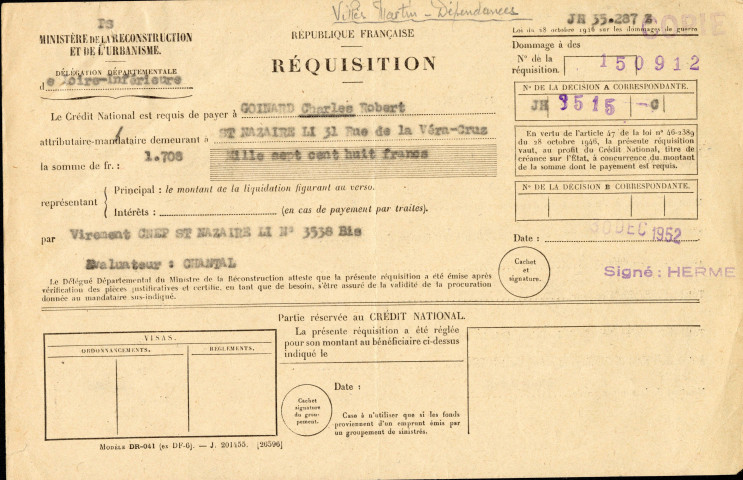 PS
MINISTÈRE DE LA RECONSTRUCTION
ET DE L'URBANISME.
DÉLÉGATION DÉPARTEMENTALE
de Loire-Inférieure
Villès Martin - Dépendances
RÉPUBLIQUE FRANÇAISE
RÉQUISITION
JH 35.287 Z
COPIE
Loi du 28 octobre 1946 sur les dommages de guerre
Dommage à des
N° de la
réquisition. 150912
N° DE LA DÉCISION A CORRESPONDANTE.
JH 3515 -C
En vertu de l'article 47 de la loi n° 46-2389
du 28 octobre 1946, la présente réquisition
vaut, au profit du Crédit National, titre de
créance sur l'État, à concurrence du montant
de la somme dont le payement est requis.
N° DE LA DÉCISION B CORRESPONDANTE.
Le Crédit National est requis de payer à GOINARD Charles Robert
attributaire-mandataire demeurant à ST NAZAIRE LI 31 Rue de la Véra-Cruz
la somme de fr.: 1.708 Mille sept cent huit francs
représentant
Principal : le montant de la liquidation figurant au verso.
Intérêts : (en cas de payement par traites).
par Virement CNEP ST NAZAIRE LI N° 3538 Bis
Evaluateur : CHANTAL
Date : 30 DEC 1952
Cachet
et
signature.
Signé : HERME
Le Délégué Départemental du Ministre de la Réconstruction atteste que la présente réquisition a été émise après
vérification des pièces justificatives et certifie, en tant que de besoin, s'être assuré de la validité de la procuration
donnée au mandataire sus-indiqué.
Partie réservée au CRÉDIT NATIONAL.
VISAS.
ORDONNANCEMENTS.
RÈGLEMENTS.
La présente réquisition a été réglée
pour son montant au bénéficiaire ci-dessus
indiqué le
Date :
Cachet
signature
du grou-
pement.
Case à n'utiliser que si les fonds
proviennent d'un emprunt émis par
un groupement de sinistrés.
MODÈLE DR-041 (ex DF-6). — J. 201455. [26596]